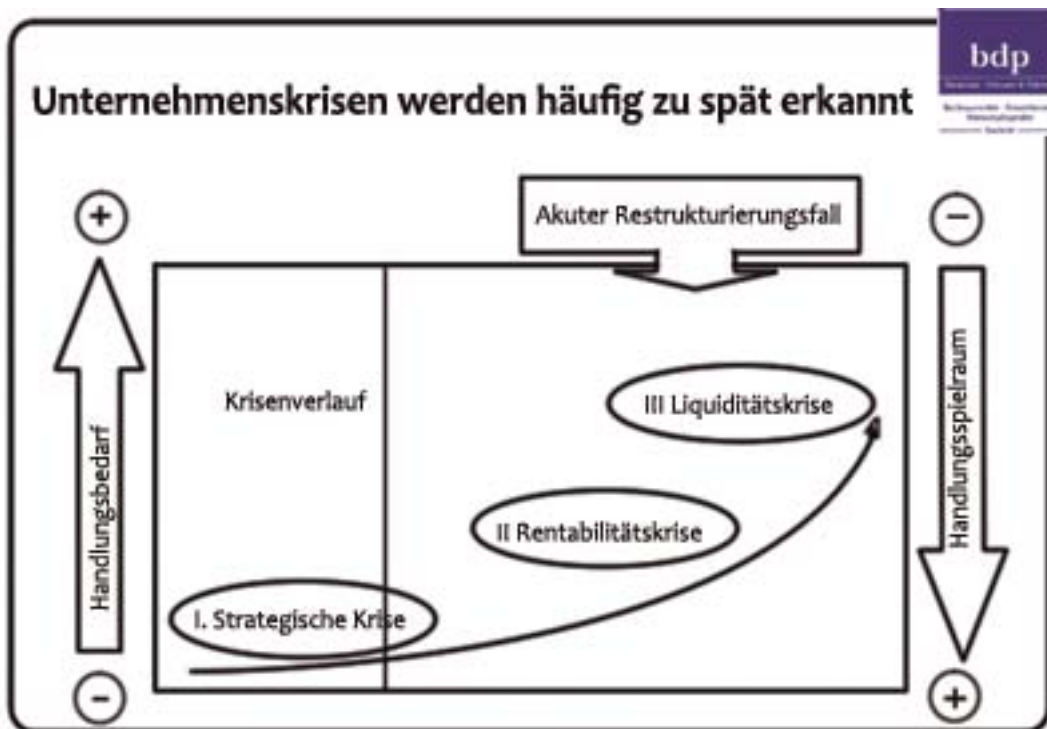 bdp
Unternehmenskrisen werden häufig zu spät erkannt
+
Akuter Restrukturierungsfall
−
Krisenverlauf
III Liquiditätskrise
Handlungsbedarf
Handlungsspielraum
II Rentabilitätskrise
I. Strategische Krise
-
+